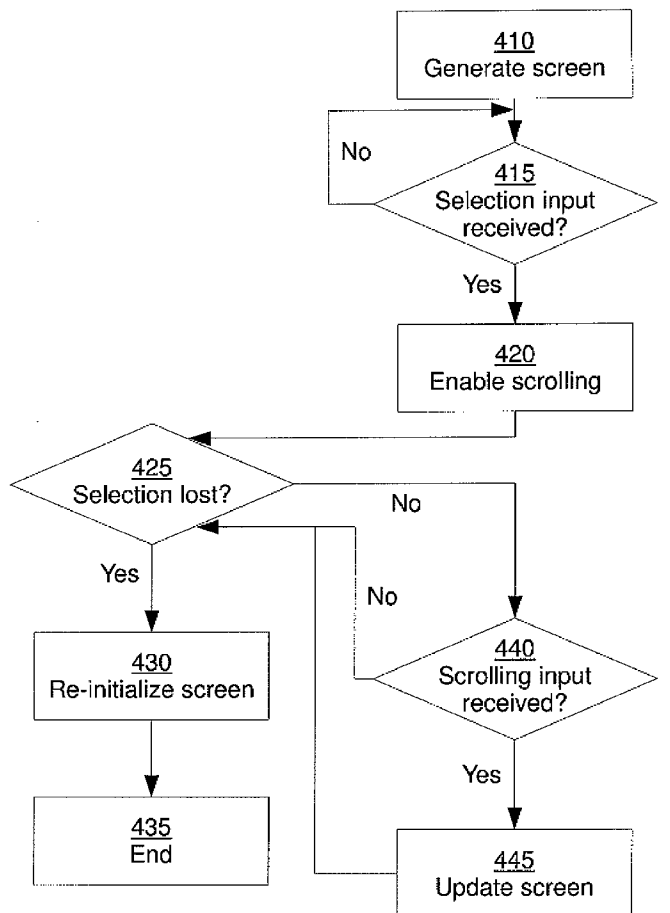 410
Generate screen
No
415
Selection input
received?
Yes
420
Enable scrolling
425
Selection lost?
No
Yes
No
430
Re-initialize screen
440
Scrolling input
received?
Yes
435
End
445
Update screen